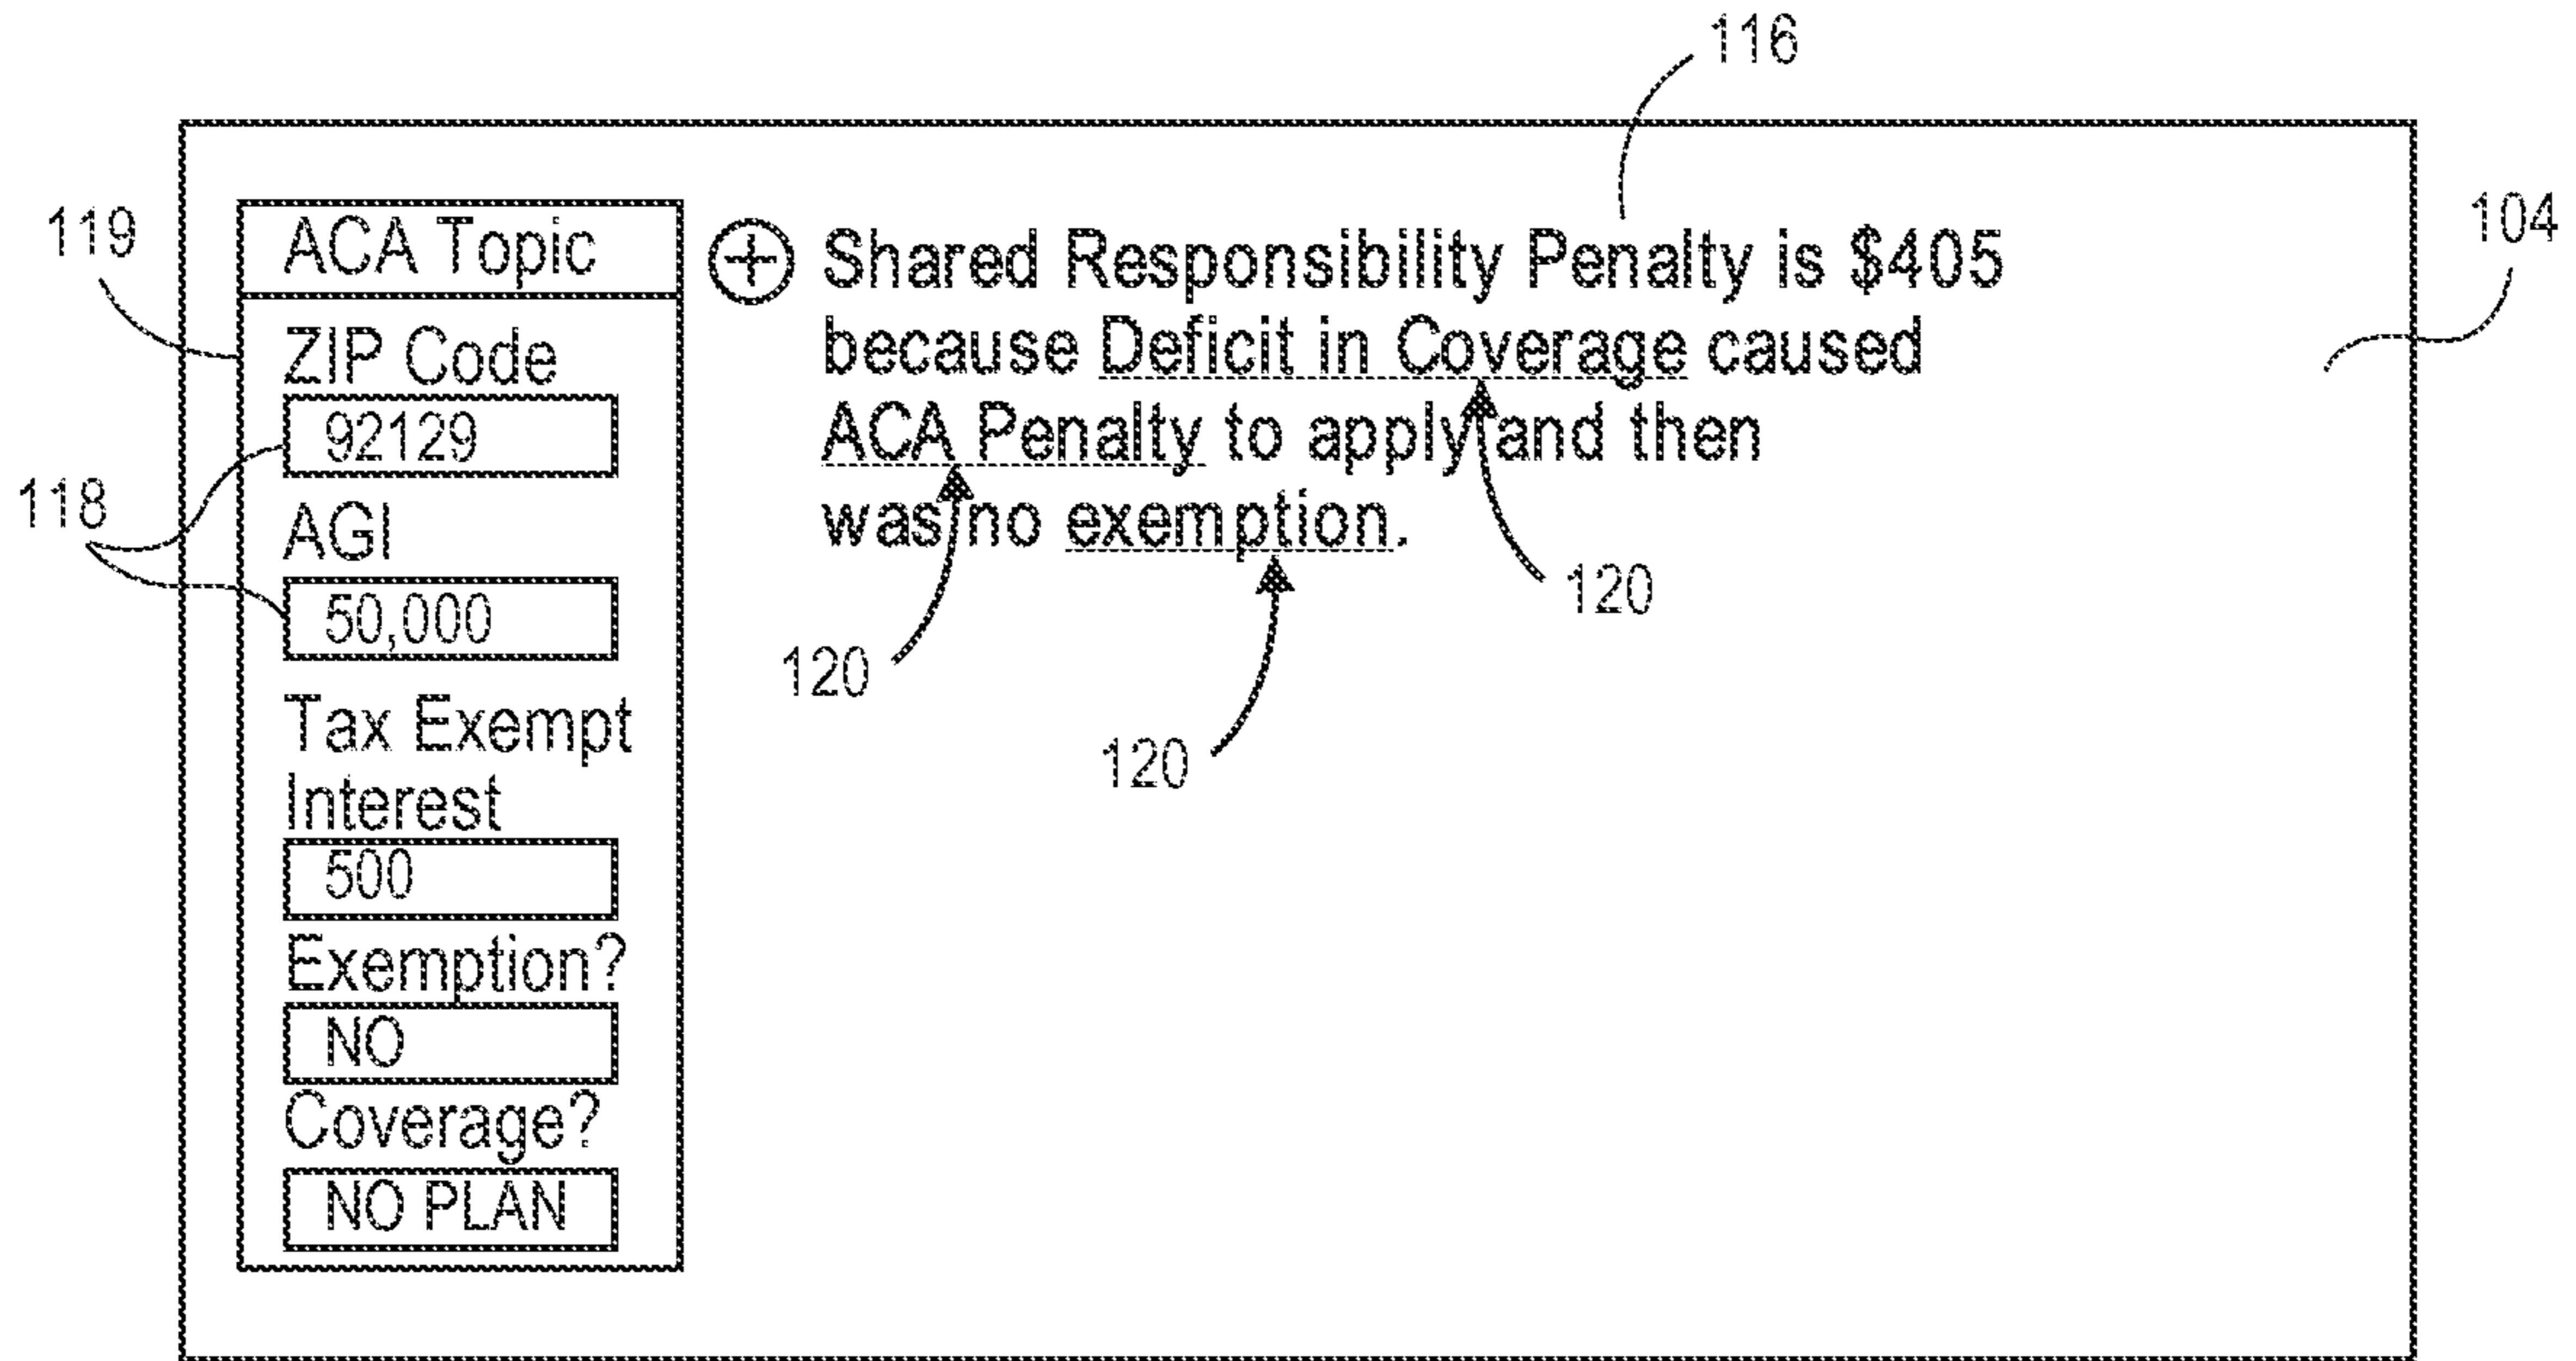 116
119
104
ACA Topic
Shared Responsibility Penalty is $405
because Deficit in Coverage caused
ACA Penalty to apply and then
was no exemption.
ZIP Code
92129
118
AGI
50,000
120
120
120
Tax Exempt
Interest
500
Exemption?
NO
Coverage?
NO PLAN